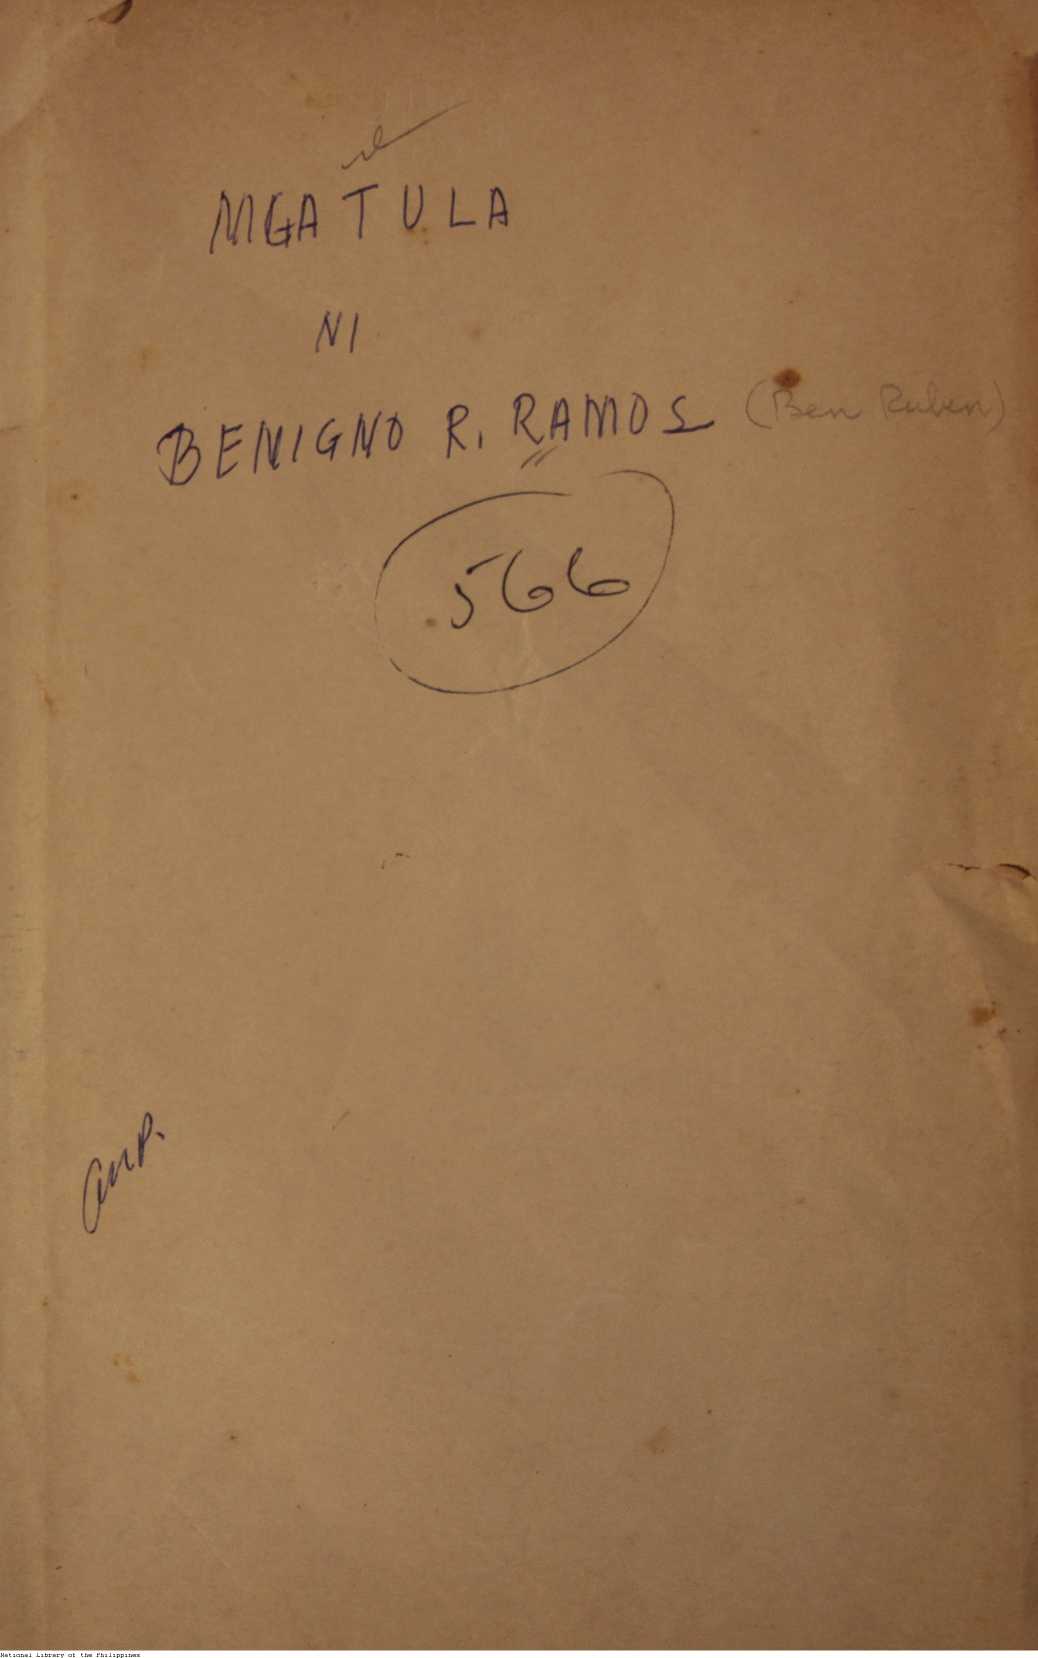 MGA TULA
NI
BENIGNO R. RAMOS (Ben Ruben)
566
National Library of the Philippines